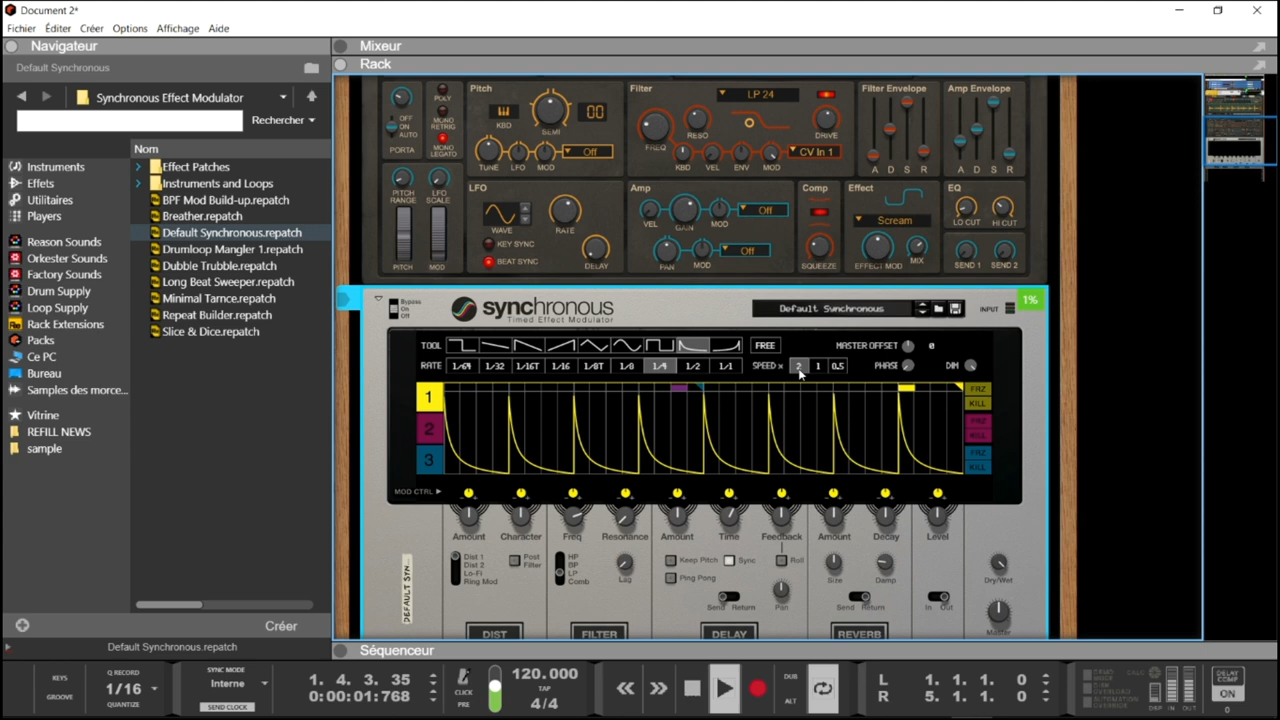 Document 2*
Fichier Éditer Créer Options Affichage Aide
Navigateur
Mixeur
Default Synchronous
Rack
Synchronous Effect Modulator
Rechercher
Nom
Instruments
Effets
Utilitaires
Players
Reason Sounds
Orkester Sounds
Factory Sounds
Drum Supply
Loop Supply
Rack Extensions
Packs
Ce PC
Bureau
Samples des morce...
Vitrine
REFILL NEWS
sample
Effect Patches
Instruments and Loops
BPF Mod Build-up.repatch
Breather.repatch
Default Synchronous.repatch
Drumloop Mangler 1.repatch
Dubble Trubble.repatch
Long Beat Sweeper.repatch
Minimal Tarnce.repatch
Repeat Builder.repatch
Slice & Dice.repatch
Créer
Default Synchronous.repatch
OFF
ON
AUTO
PORTA
POLY
MONO RETRIG
MONO LEGATO
PITCH RANGE
LFO SCALE
PITCH MOD
Pitch
KBD SEMI 00
TUNE LFO MOD Off
Filter
LP 24
RESO
FREQ DRIVE
KBD VEL ENV MOD CV In 1
Filter Envelope
A D S R
Amp Envelope
A D S R
LFO
WAVE RATE
KEY SYNC
BEAT SYNC DELAY
Amp
VEL GAIN MOD Off
PAN MOD Off
Comp
SQUEEZE
Effect
Scream
EFFECT MOD MIX
EQ
LO CUT HI CUT
SEND 1 SEND 2
Bypass
On
Off
synchronous
Timed Effect Modulator
Default Synchronous
INPUT
1%
TOOL FREE MASTER OFFSET 0
RATE 1/64 1/32 1/16T 1/16 1/8T 1/8 1/4 1/2 1/1 SPEED x 2 1 0.5 PHASE DIM
1
2
3
FRZ
KILL
FRZ
KILL
FRZ
KILL
MOD CTRL
Amount Character Freq Resonance Amount Time Feedback Amount Decay Level
Dist 1
Dist 2
Lo-Fi
Ring Mod
Post Filter
HP
BP
LP
Comb
Lag
Keep Pitch Sync Roll
Ping Pong
Send Return Pan
Size Damp
Send Return
In Out
Dry/Wet
Master
DEFAULT SYN...
DIST FILTER DELAY REVERB
Séquenceur
KEYS
GROOVE
Q RECORD
1/16
QUANTIZE
SYNC MODE
Interne
SEND CLOCK
1. 4. 3. 35
0:00:01:768
CLICK
PRE
120.000
TAP
4/4
DUB
ALT
L 1. 1. 1. 0
R 5. 1. 1. 0
DSP IN OUT
DELAY COMP
ON
0